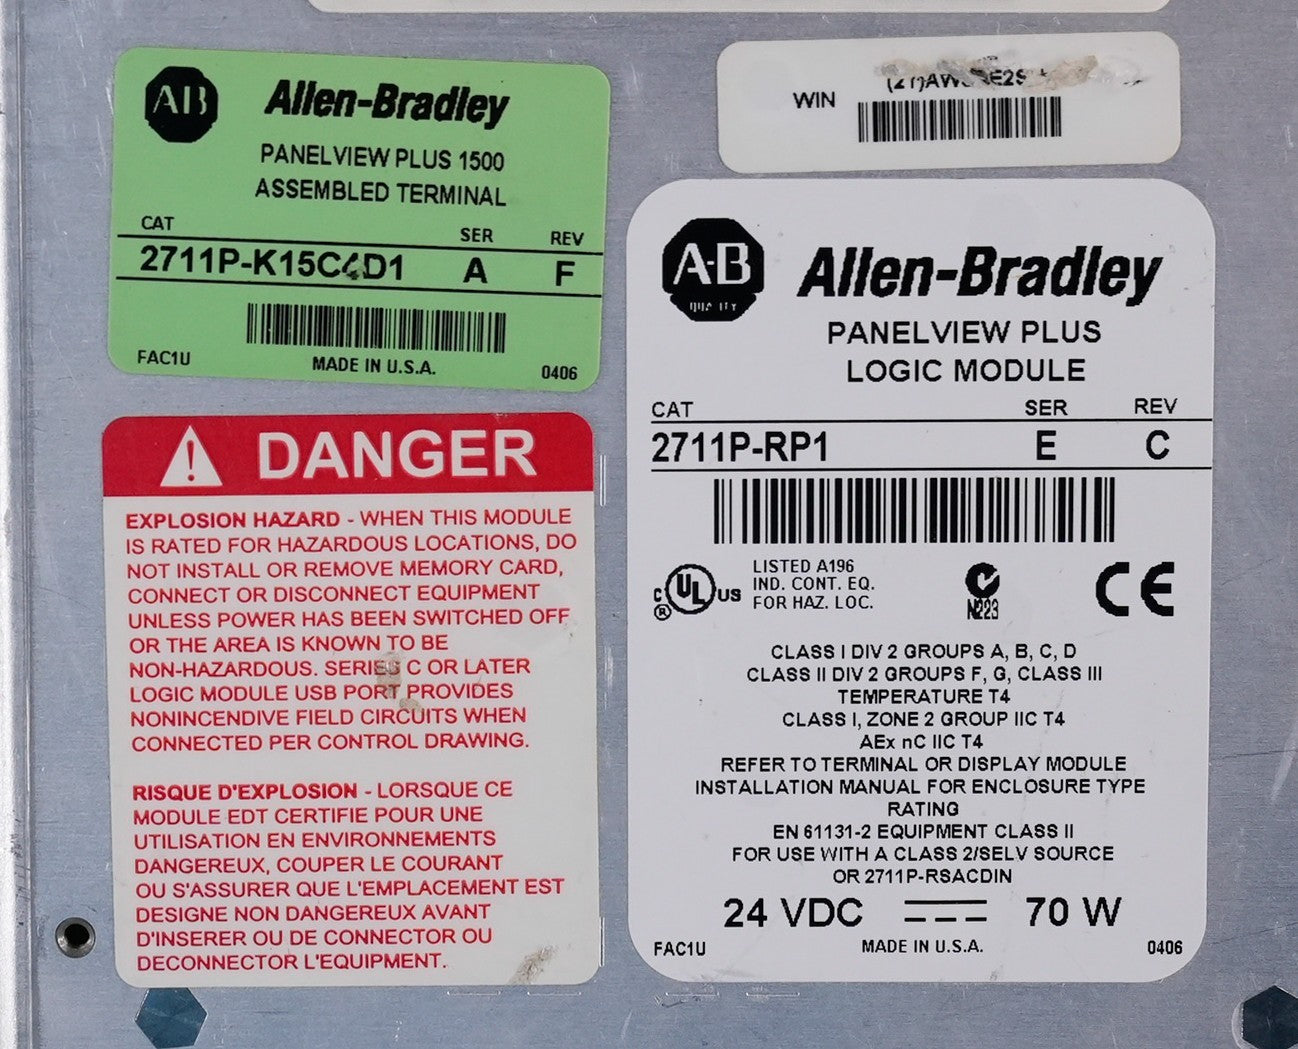 AB Allen-Bradley
PANELVIEW PLUS 1500
ASSEMBLED TERMINAL
CAT SER REV
2711P-K15C4D1 A F
FAC1U MADE IN U.S.A. 0406
DANGER
EXPLOSION HAZARD - WHEN THIS MODULE
IS RATED FOR HAZARDOUS LOCATIONS, DO
NOT INSTALL OR REMOVE MEMORY CARD,
CONNECT OR DISCONNECT EQUIPMENT
UNLESS POWER HAS BEEN SWITCHED OFF
OR THE AREA IS KNOWN TO BE
NON-HAZARDOUS. SERIES C OR LATER
LOGIC MODULE USB PORT PROVIDES
NONINCENDIVE FIELD CIRCUITS WHEN
CONNECTED PER CONTROL DRAWING.
RISQUE D'EXPLOSION - LORSQUE CE
MODULE EDT CERTIFIE POUR UNE
UTILISATION EN ENVIRONNEMENTS
DANGEREUX, COUPER LE COURANT
OU S'ASSURER QUE L'EMPLACEMENT EST
DESIGNE NON DANGEREUX AVANT
D'INSERER OU DE CONNECTOR OU
DECONNECTOR L'EQUIPMENT.
WIN
A-B QUALITY Allen-Bradley
PANELVIEW PLUS
LOGIC MODULE
CAT SER REV
2711P-RP1 E C
C UL US ® LISTED A196
IND. CONT. EQ.
FOR HAZ. LOC.
N223
CE
CLASS I DIV 2 GROUPS A, B, C, D
CLASS II DIV 2 GROUPS F, G, CLASS III
TEMPERATURE T4
CLASS I, ZONE 2 GROUP IIC T4
AEx nC IIC T4
REFER TO TERMINAL OR DISPLAY MODULE
INSTALLATION MANUAL FOR ENCLOSURE TYPE
RATING
EN 61131-2 EQUIPMENT CLASS II
FOR USE WITH A CLASS 2/SELV SOURCE
OR 2711P-RSACDIN
24 VDC 70 W
FAC1U MADE IN U.S.A. 0406